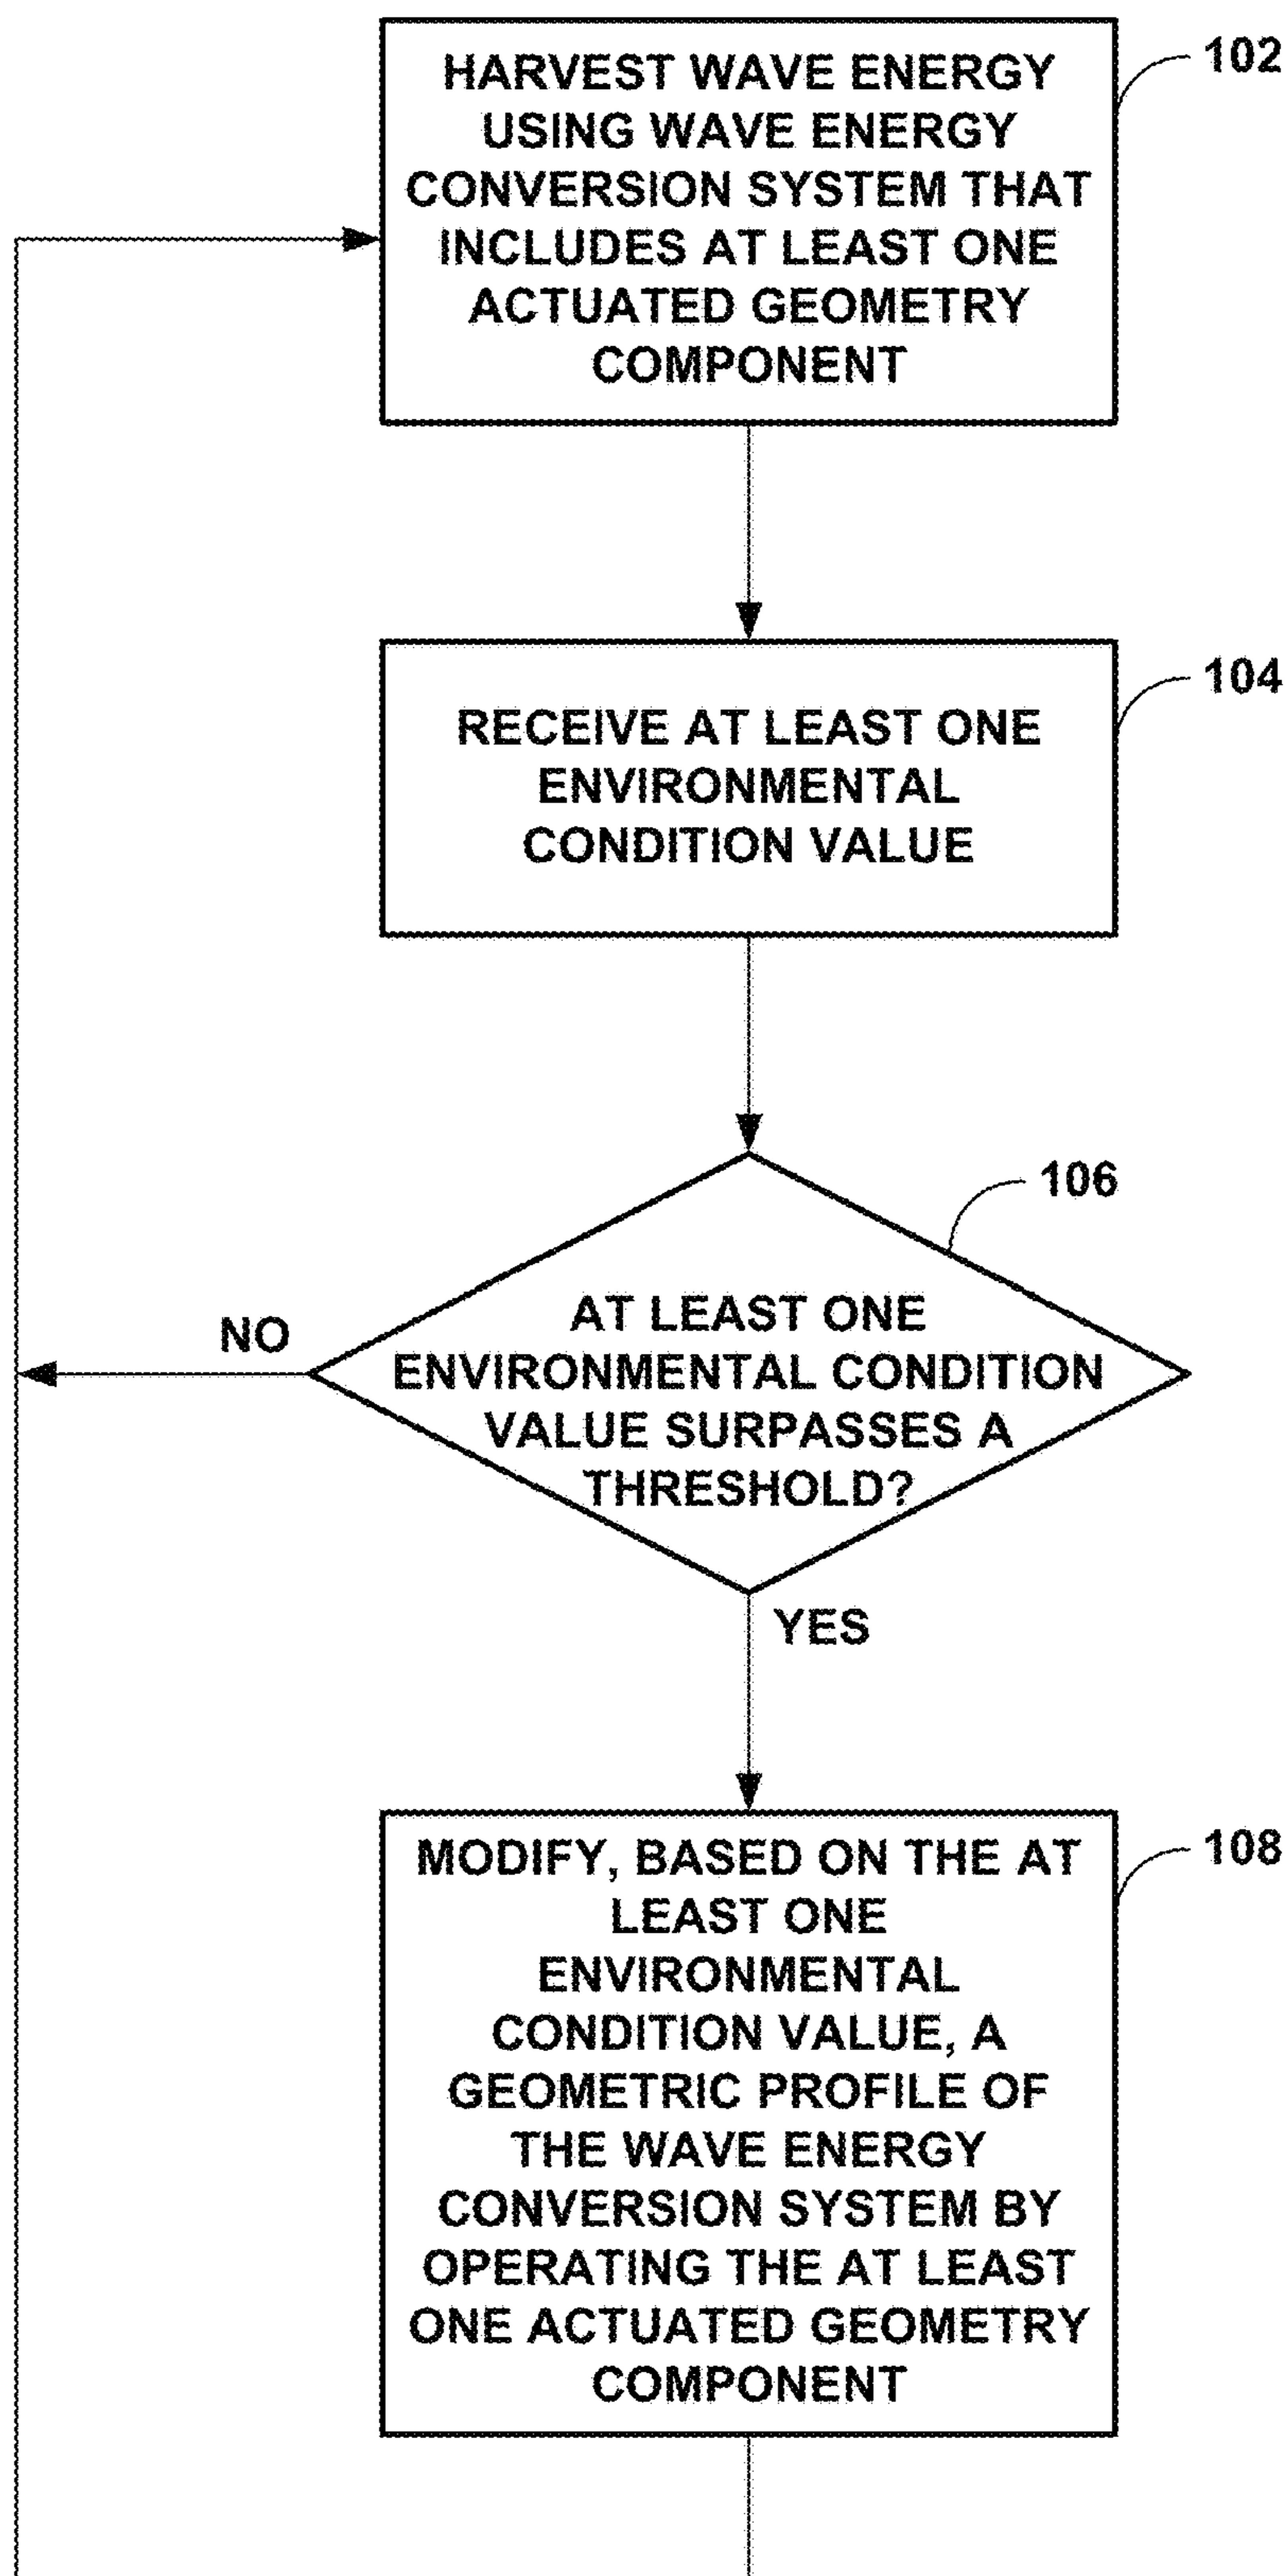 HARVEST WAVE ENERGY
USING WAVE ENERGY
CONVERSION SYSTEM THAT
INCLUDES AT LEAST ONE
ACTUATED GEOMETRY
COMPONENT
102
RECEIVE AT LEAST ONE
ENVIRONMENTAL
CONDITION VALUE
104
106
AT LEAST ONE
ENVIRONMENTAL CONDITION
VALUE SURPASSES A
THRESHOLD?
NO
YES
MODIFY, BASED ON THE AT
LEAST ONE
ENVIRONMENTAL
CONDITION VALUE, A
GEOMETRIC PROFILE OF
THE WAVE ENERGY
CONVERSION SYSTEM BY
OPERATING THE AT LEAST
ONE ACTUATED GEOMETRY
COMPONENT
108